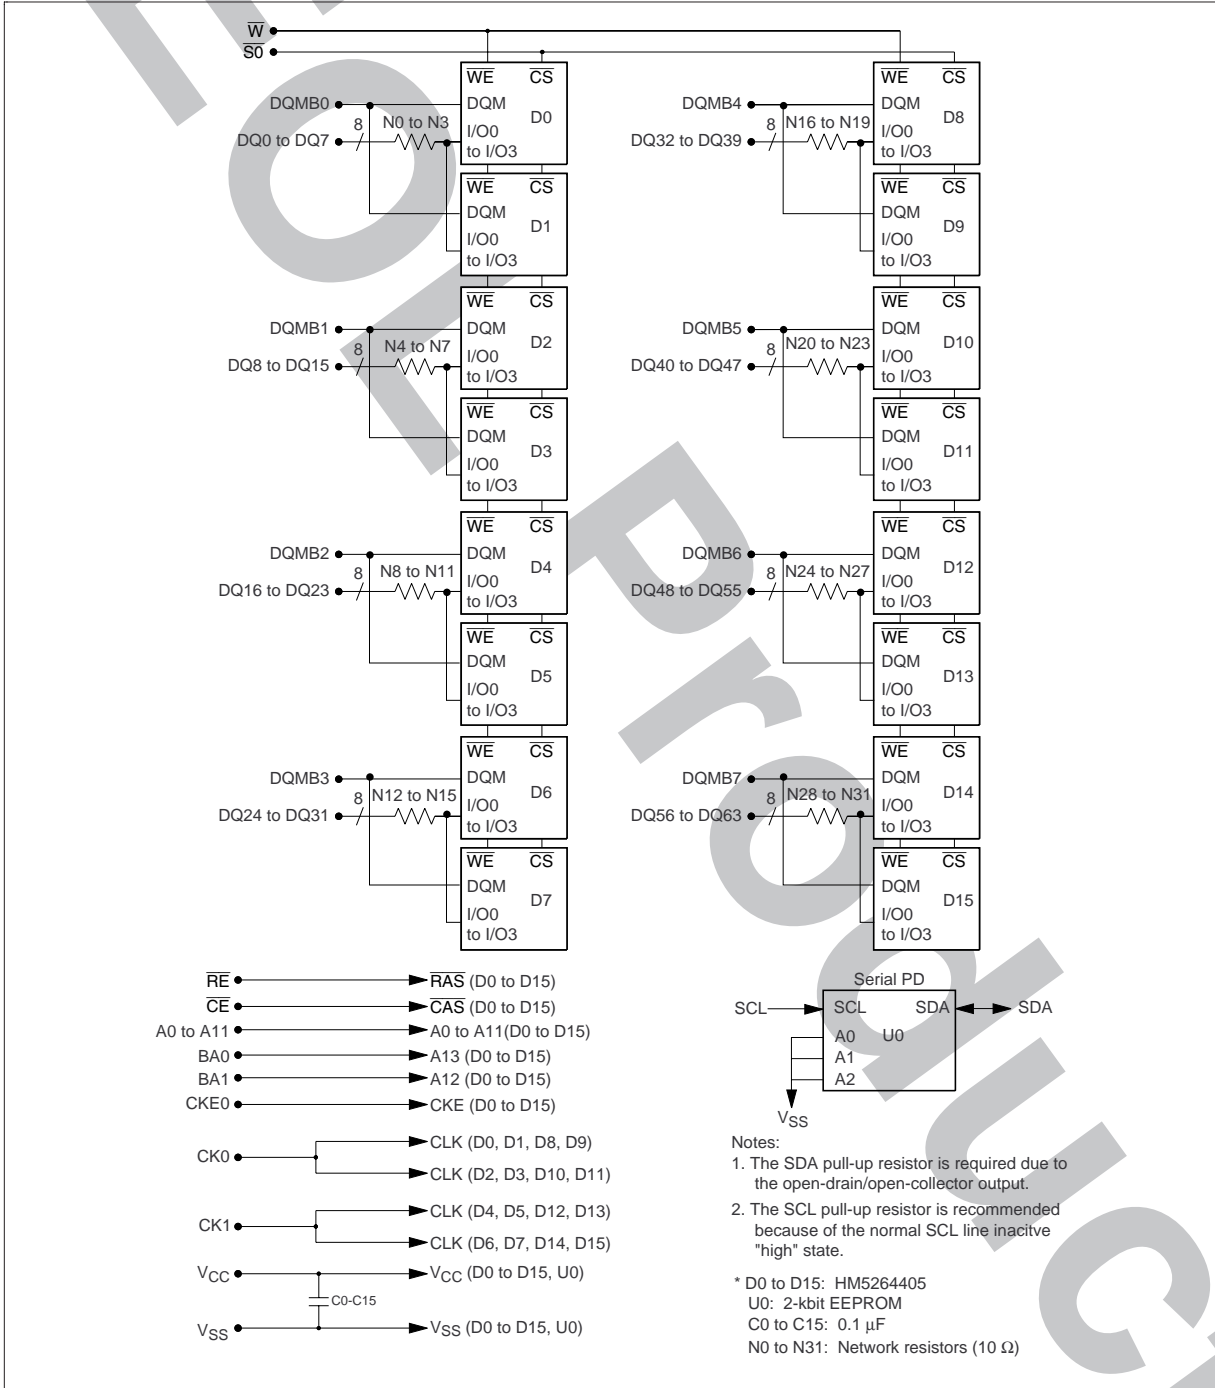 W
S0
WE CS
DQMB0 DQM D0
8 N0 to N3
DQ0 to DQ7 I/O0
to I/O3
WE CS
DQM D1
I/O0
to I/O3
WE CS
DQMB1 DQM D2
8 N4 to N7
DQ8 to DQ15 I/O0
to I/O3
WE CS
DQM D3
I/O0
to I/O3
WE CS
DQMB2 DQM D4
8 N8 to N11
DQ16 to DQ23 I/O0
to I/O3
WE CS
DQM D5
I/O0
to I/O3
WE CS
DQMB3 DQM D6
8 N12 to N15
DQ24 to DQ31 I/O0
to I/O3
WE CS
DQM D7
I/O0
to I/O3
WE CS
DQMB4 DQM D8
8 N16 to N19
DQ32 to DQ39 I/O0
to I/O3
WE CS
DQM D9
I/O0
to I/O3
WE CS
DQMB5 DQM D10
8 N20 to N23
DQ40 to DQ47 I/O0
to I/O3
WE CS
DQM D11
I/O0
to I/O3
WE CS
DQMB6 DQM D12
8 N24 to N27
DQ48 to DQ55 I/O0
to I/O3
WE CS
DQM D13
I/O0
to I/O3
WE CS
DQMB7 DQM D14
8 N28 to N31
DQ56 to DQ63 I/O0
to I/O3
WE CS
DQM D15
I/O0
to I/O3
RE RAS (D0 to D15)
CE CAS (D0 to D15)
A0 to A11 A0 to A11(D0 to D15)
BA0 A13 (D0 to D15)
BA1 A12 (D0 to D15)
CKE0 CKE (D0 to D15)
CLK (D0, D1, D8, D9)
CK0
CLK (D2, D3, D10, D11)
CLK (D4, D5, D12, D13)
CK1
CLK (D6, D7, D14, D15)
VCC VCC (D0 to D15, U0)
C0-C15
VSS VSS (D0 to D15, U0)
Serial PD
SCL SCL SDA SDA
A0 U0
A1
A2
VSS
Notes:
1. The SDA pull-up resistor is required due to
the open-drain/open-collector output.
2. The SCL pull-up resistor is recommended
because of the normal SCL line inacitve
"high" state.
* D0 to D15: HM5264405
U0: 2-kbit EEPROM
C0 to C15: 0.1 μF
N0 to N31: Network resistors (10 Ω)
EOL Product